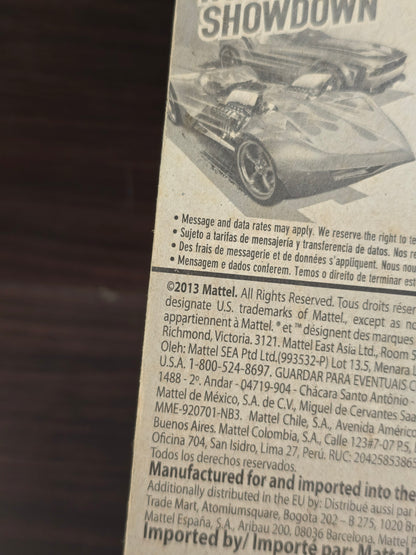 SHOWDOWN
• Message and data rates may apply. We reserve the right to te
• Sujeto a tarifas de mensajería y transferencia de datos. Nos re
• Des frais de messagerie et de données s'appliquent. Nous nou
• Mensagem e dados conferem. Temos o direito de terminar est
©2013 Mattel. All Rights Reserved. Tous droits réser
designate U.S. trademarks of Mattel, except as no
appartiennent à Mattel. ® et ™ désignent des marques
Richmond, Victoria. 3121. Mattel East Asia Ltd., Room 5
Oleh: Mattel SEA Ptd Ltd.(993532-P) Lot 13.5, Menara L
U.S.A. 1-800-524-8697. GUARDAR PARA EVENTUAIS C
1488 - 2º. Andar - 04719-904 - Chácara Santo Antônio -
Mattel de México, S.A. de C.V., Miguel de Cervantes Saa
MME-920701-NB3. Mattel Chile, S.A., Avenida Améric
Buenos Aires. Mattel Colombia, S.A., Calle 123#7-07 P.5,
Oficina 704, San Isidro, Lima 27, Perú. RUC: 2042585386
Todos los derechos reservados.
Manufactured for and imported into the
Additionally distributed in the EU by: Distribué aussi par
Trade Mart, Atomiumsquare, Bogota 202 – B 275, 1020 Br
Mattel España, S.A., Aribau 200, 08036 Barcelona. Mattel
Imported by/ Importé par: Matt